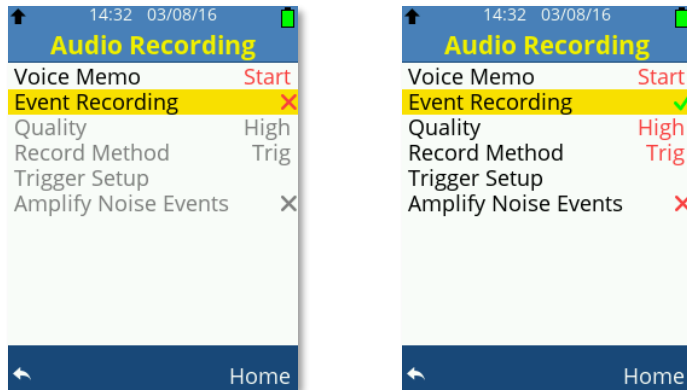 14:32 03/08/16
Audio Recording
Voice Memo Start
Event Recording
Quality High
Record Method Trig
Trigger Setup
Amplify Noise Events
Home
14:32 03/08/16
Audio Recording
Voice Memo Start
Event Recording
Quality High
Record Method Trig
Trigger Setup
Amplify Noise Events
Home